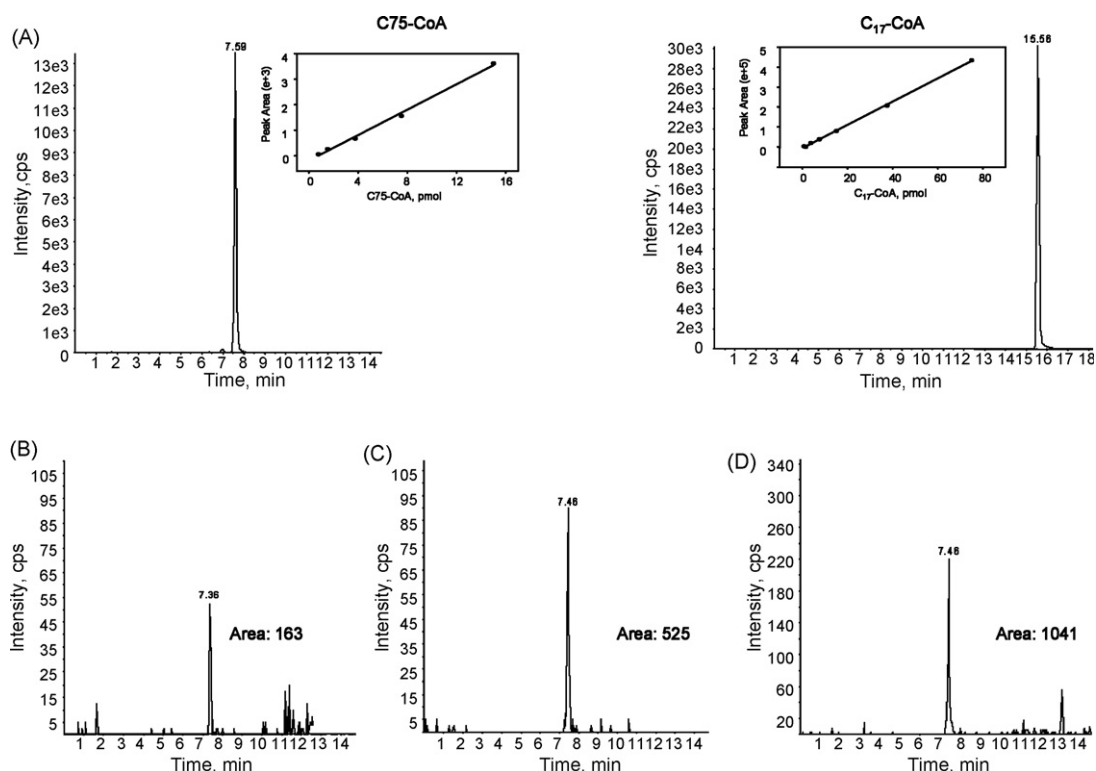 (A)
C75-CoA
7.59
13e3
12e3
11e3
10e3
9e3
8e3
7e3
6e3
5e3
4e3
3e3
2e3
1e3
0
Intensity, cps
1 2 3 4 5 6 7 8 9 10 11 12 13 14
Time, min
Peak Area (e+3)
4
3
2
1
0
0 4 8 12 16
C75-CoA, pmol
C17-CoA
15.56
30e3
28e3
26e3
24e3
22e3
20e3
18e3
16e3
14e3
12e3
1e4
8e3
6e3
4e3
2e3
0
Intensity, cps
1 2 3 4 5 6 7 8 9 10 11 12 13 14 15 16 17 18
Time, min
Peak Area (e+5)
5
4
3
2
1
0
0 20 40 60 80
C17-CoA, pmol
(B)
105
95
85
75
65
55
45
35
25
15
5
Intensity, cps
7.36
Area: 163
1 2 3 4 5 6 7 8 9 10 11 12 13 14
Time, min
(C)
105
95
85
75
65
55
45
35
25
15
5
Intensity, cps
7.46
Area: 525
1 2 3 4 5 6 7 8 9 10 11 12 13 14
Time, min
(D)
340
300
260
220
180
140
100
60
20
Intensity, cps
7.46
Area: 1041
1 2 3 4 5 6 7 8 9 10 11 12 13 14
Time, min